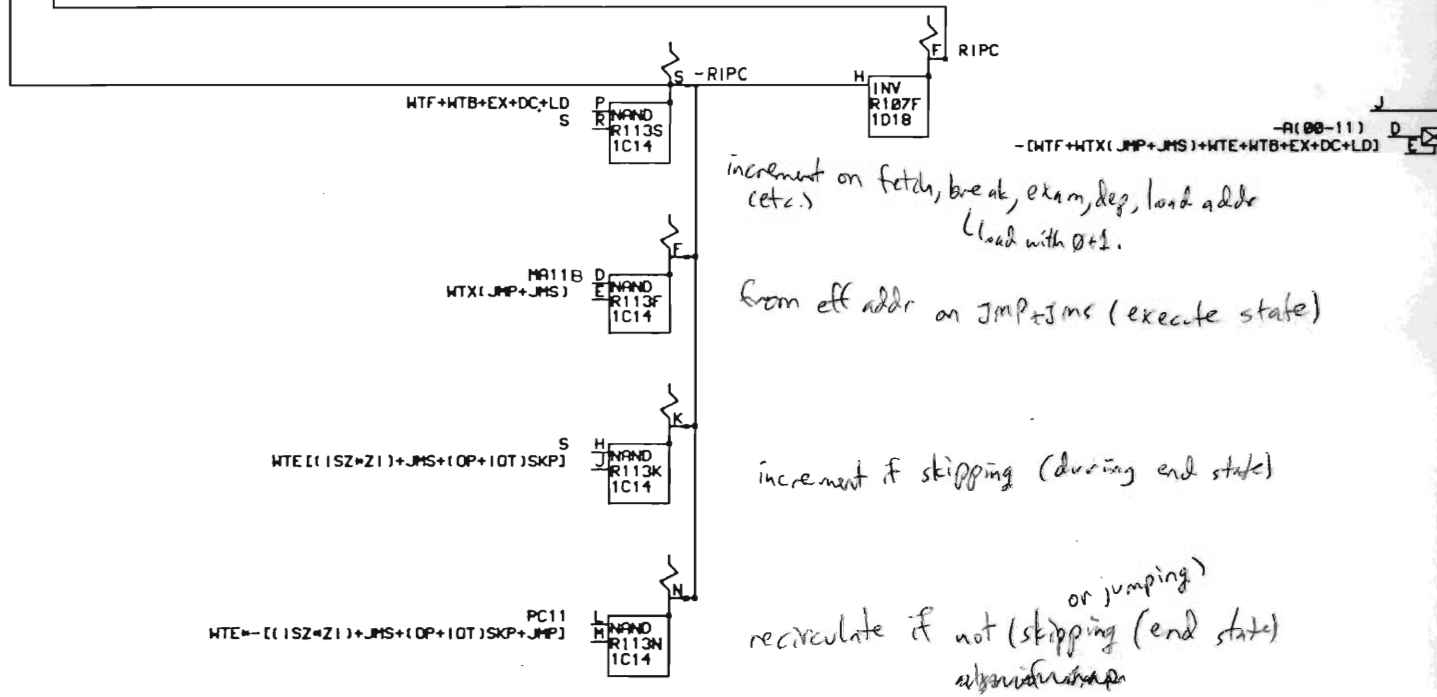 F RIPC
S -RIPC
H
INV
R107F
1D18
WTF+WTB+EX+DC+LD P
S R
NAND
R113S
1C14
J
-A(00-11) D
-[WTF+WTX(JMP+JMS)+WTE+WTB+EX+DC+LD] E
increment on fetch, break, exam, dep, load addr
(etc.)
load with 0+1.
F
MA11B D
WTX(JMP+JMS) E
NAND
R113F
1C14
from eff addr on JMP+JMS (execute state)
K
S H
WTE[(ISZ*Z)+JMS+(OP+IOT)SKP] J
NAND
R113K
1C14
increment if skipping (during end state)
N
PC11 L
WTE*-[(ISZ*Z)+JMS+(OP+IOT)SKP+JMP] M
NAND
R113N
1C14
or jumping)
recirculate if not (skipping (end state)